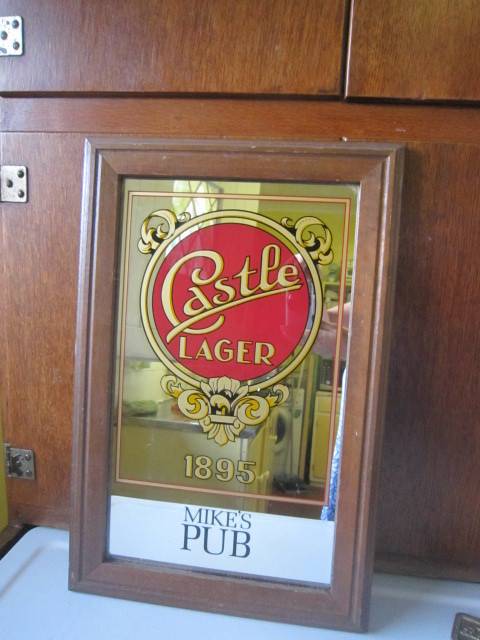 Castle
LAGER
1895
MIKE'S
PUB